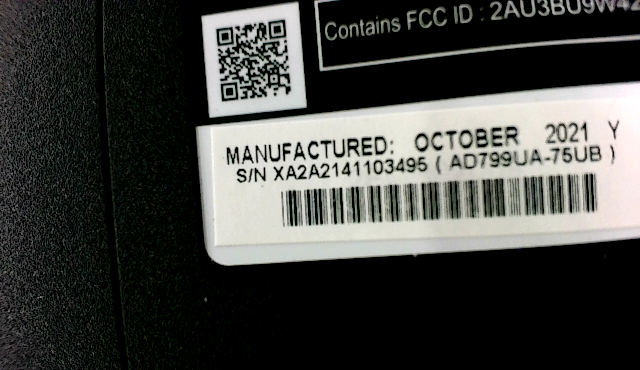 Contains FCC ID : 2AU3BU9W4
MANUFACTURED: OCTOBER 2021 Y
S/N XA2A2141103495 ( AD799UA-75UB )